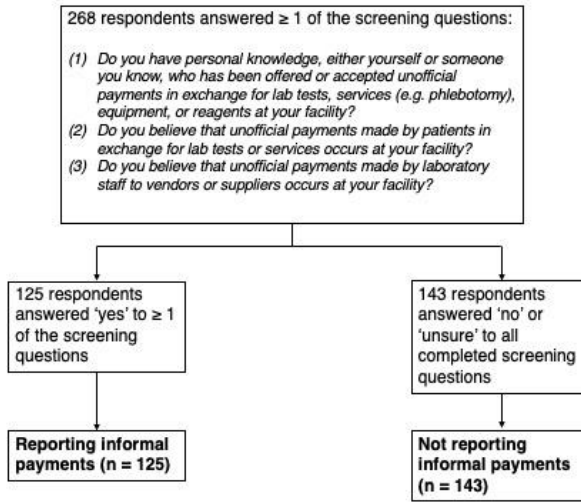 268 respondents answered ≥ 1 of the screening questions:
(1) Do you have personal knowledge, either yourself or someone
you know, who has been offered or accepted unofficial
payments in exchange for lab tests, services (e.g. phlebotomy),
equipment, or reagents at your facility?
(2) Do you believe that unofficial payments made by patients in
exchange for lab tests or services occurs at your facility?
(3) Do you believe that unofficial payments made by laboratory
staff to vendors or suppliers occurs at your facility?
125 respondents
answered ‘yes’ to ≥ 1
of the screening
questions
143 respondents
answered ‘no’ or
‘unsure’ to all
completed screening
questions
Reporting informal
payments (n = 125)
Not reporting
informal payments
(n = 143)